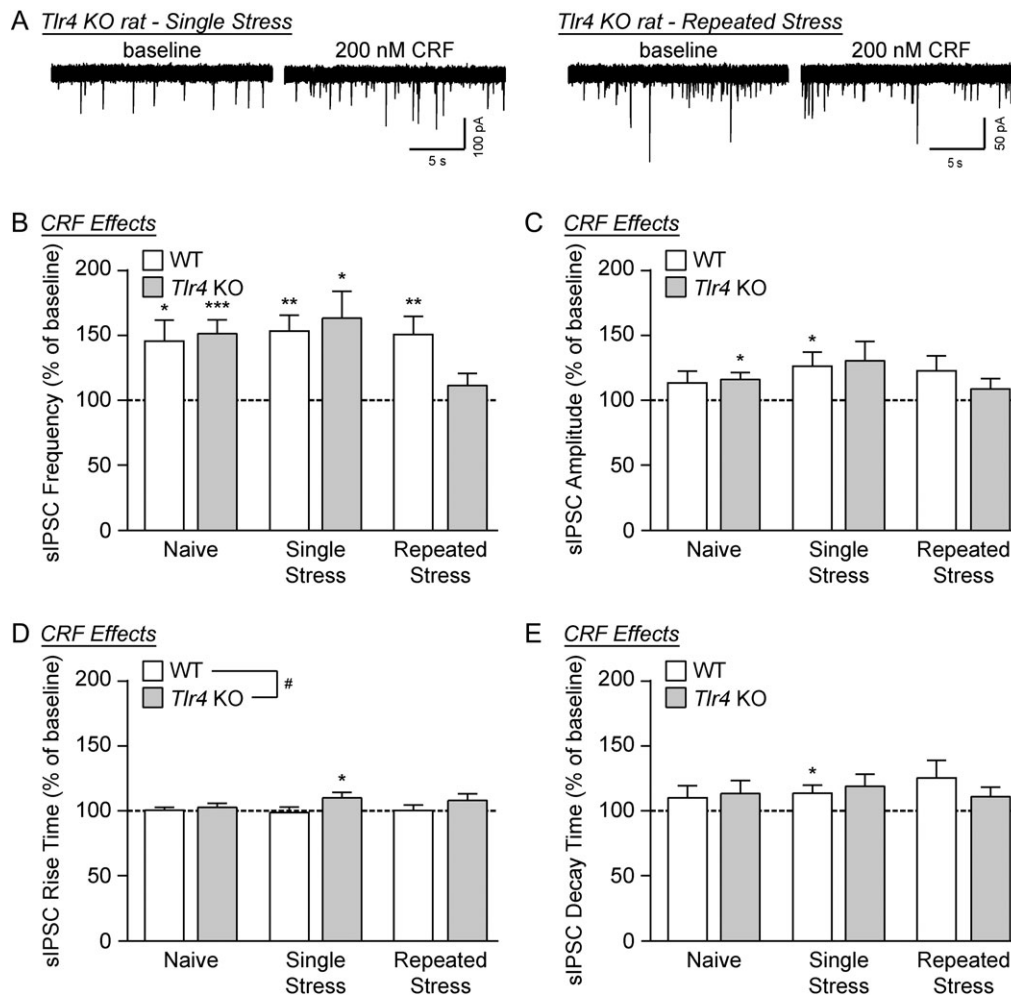 A Tlr4 KO rat - Single Stress
baseline 200 nM CRF
100 pA
5 s
Tlr4 KO rat - Repeated Stress
baseline 200 nM CRF
50 pA
5 s
B CRF Effects
WT
Tlr4 KO
sIPSC Frequency (% of baseline)
200
150
100
50
0
* *** ** * **
Naive Single Stress Repeated Stress
C CRF Effects
WT
Tlr4 KO
sIPSC Amplitude (% of baseline)
200
150
100
50
0
* *
Naive Single Stress Repeated Stress
D CRF Effects
WT
Tlr4 KO
#
sIPSC Rise Time (% of baseline)
200
150
100
50
0
*
Naive Single Stress Repeated Stress
E CRF Effects
WT
Tlr4 KO
sIPSC Decay Time (% of baseline)
200
150
100
50
0
*
Naive Single Stress Repeated Stress